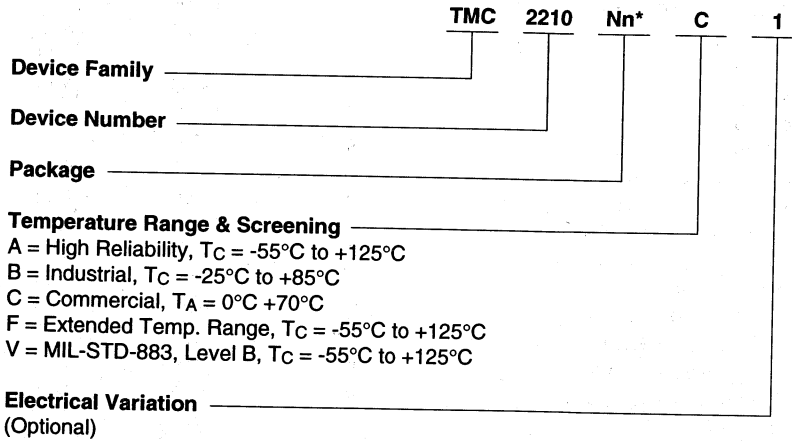 TMC 2210 Nn* C 1
Device Family
Device Number
Package
Temperature Range & Screening
A = High Reliability, TC = -55°C to +125°C
B = Industrial, TC = -25°C to +85°C
C = Commercial, TA = 0°C +70°C
F = Extended Temp. Range, TC = -55°C to +125°C
V = MIL-STD-883, Level B, TC = -55°C to +125°C
Electrical Variation
(Optional)